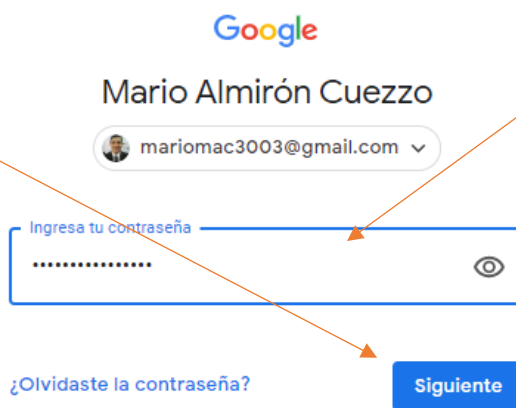 Google
Mario Almirón Cuezzo
mariomac3003@gmail.com
Ingresa tu contraseña
••••••••••••••••
¿Olvidaste la contraseña?
Siguiente